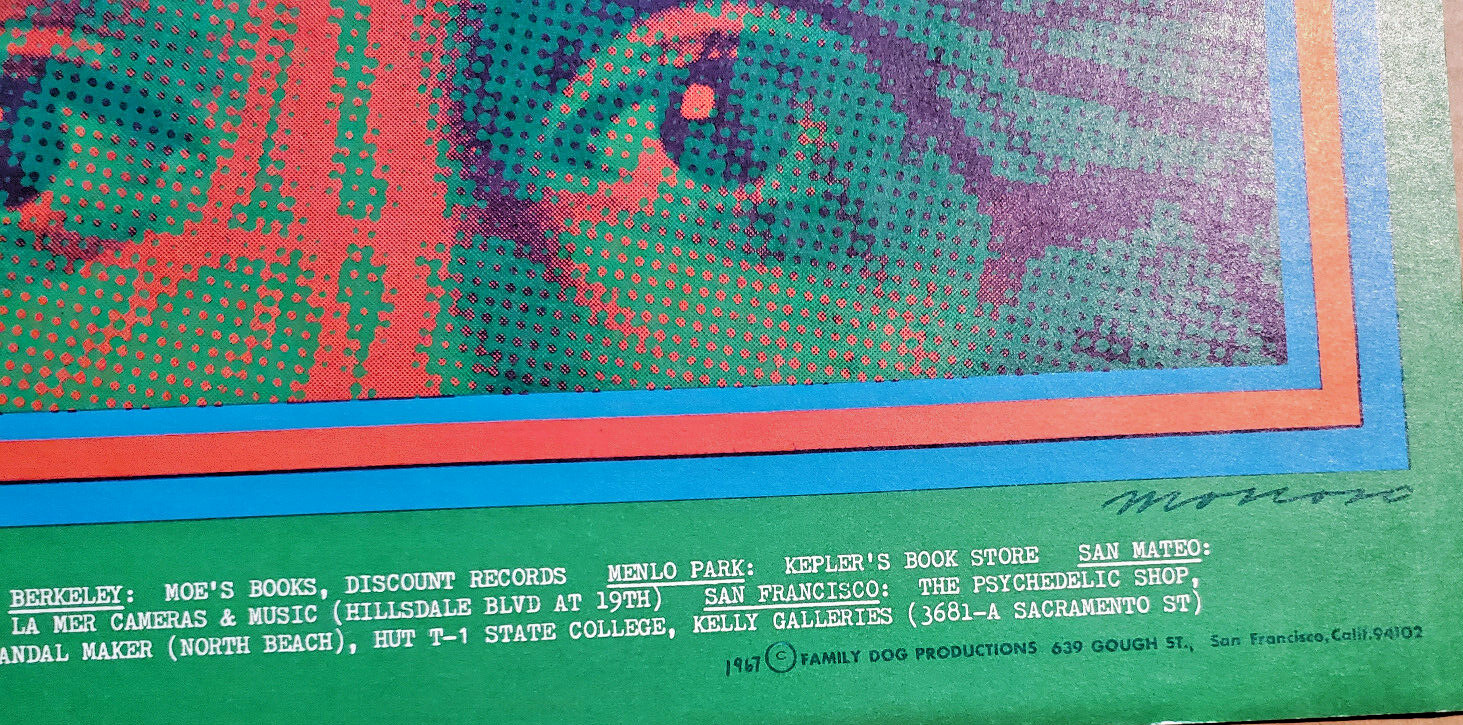 moscoso
BERKELEY: MOE'S BOOKS, DISCOUNT RECORDS MENLO PARK: KEPLER'S BOOK STORE SAN MATEO:
LA MER CAMERAS & MUSIC (HILLSDALE BLVD AT 19TH) SAN FRANCISCO: THE PSYCHEDELIC SHOP,
ANDAL MAKER (NORTH BEACH), HUT T-1 STATE COLLEGE, KELLY GALLERIES (3681-A SACRAMENTO ST)
1967 © FAMILY DOG PRODUCTIONS 639 GOUGH ST., San Francisco, Calif. 94102